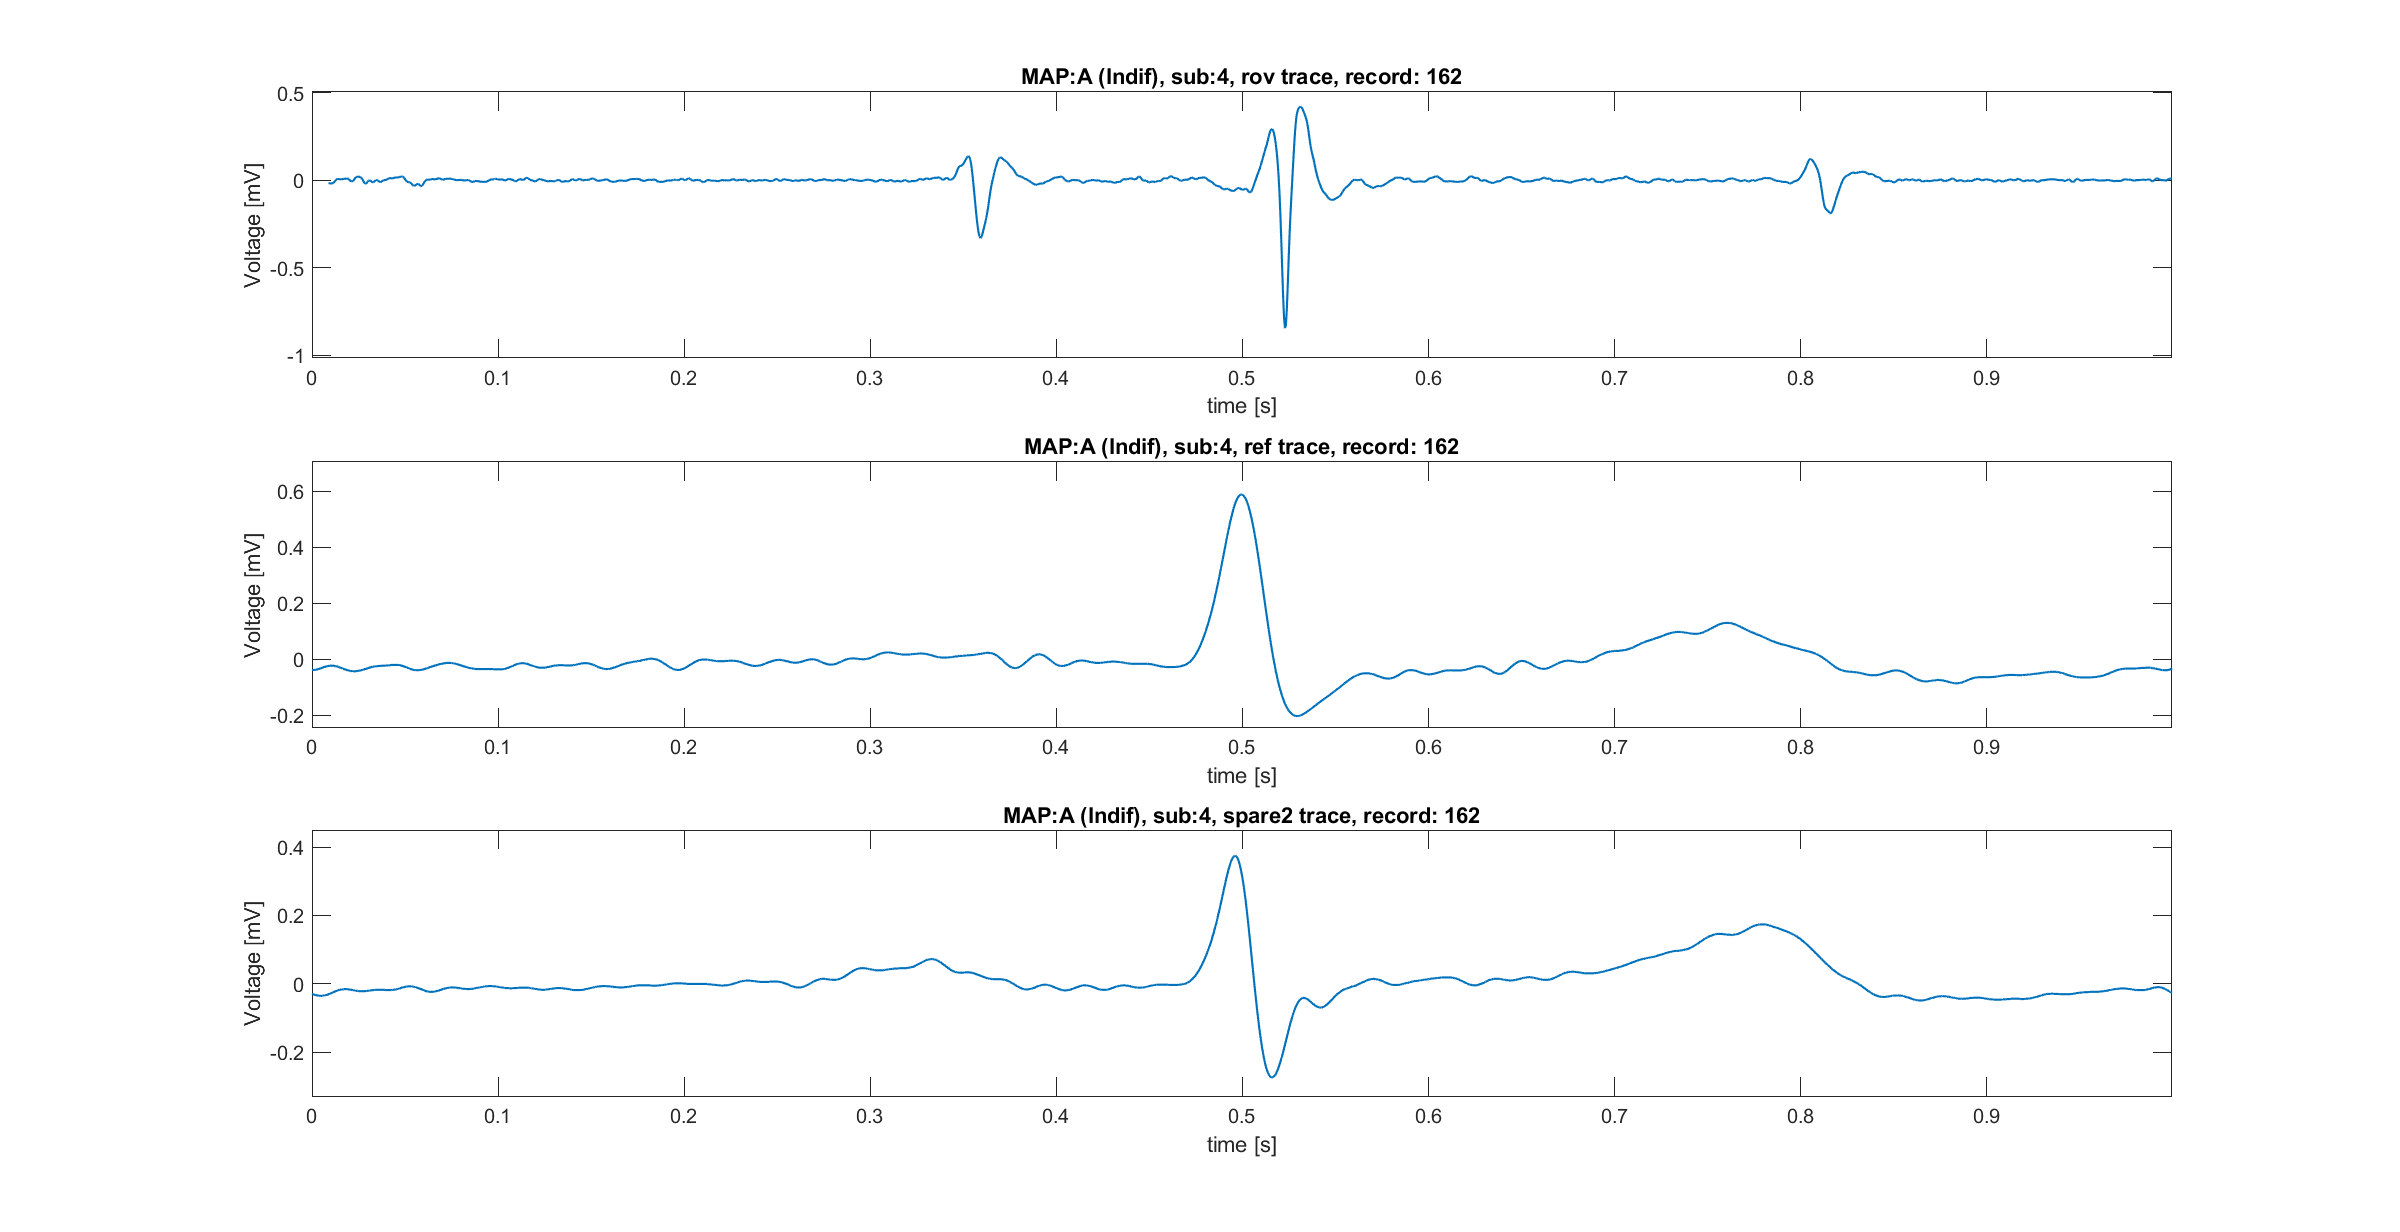 MAP:A (Indif), sub:4, rov trace, record: 162
Voltage [mV]
0.5
0
-0.5
-1
0 0.1 0.2 0.3 0.4 0.5 0.6 0.7 0.8 0.9
time [s]
MAP:A (Indif), sub:4, ref trace, record: 162
Voltage [mV]
0.6
0.4
0.2
0
-0.2
0 0.1 0.2 0.3 0.4 0.5 0.6 0.7 0.8 0.9
time [s]
MAP:A (Indif), sub:4, spare2 trace, record: 162
Voltage [mV]
0.4
0.2
0
-0.2
0 0.1 0.2 0.3 0.4 0.5 0.6 0.7 0.8 0.9
time [s]